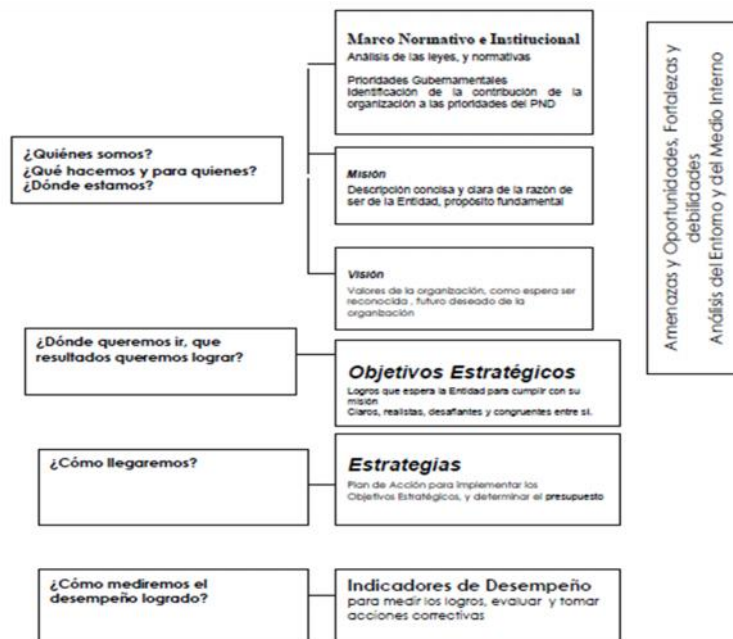 Marco Normativo e Institucional
Análisis de las leyes, y normativas
Prioridades Gubernamentales
Identificación de la contribución de la
organización a las prioridades del PND
¿Quiénes somos?
¿Qué hacemos y para quienes?
¿Dónde estamos?
Misión
Descripción concisa y clara de la razón de
ser de la Entidad, propósito fundamental
Visión
Valores de la organización, como espera ser
reconocida , futuro deseado de la
organización
¿Dónde queremos ir, que
resultados queremos lograr?
Objetivos Estratégicos
Logros que espera la Entidad para cumplir con su
misión
Claros, realistas, desafiantes y congruentes entre sí.
¿Cómo llegaremos?
Estrategias
Plan de Acción para implementar los
Objetivos Estratégicos, y determinar el presupuesto
¿Cómo mediremos el
desempeño logrado?
Indicadores de Desempeño
para medir los logros, evaluar y tomar
acciones correctivas
Amenazas y Oportunidades, Fortalezas y
debilidades
Análisis del Entorno y del Medio Interno